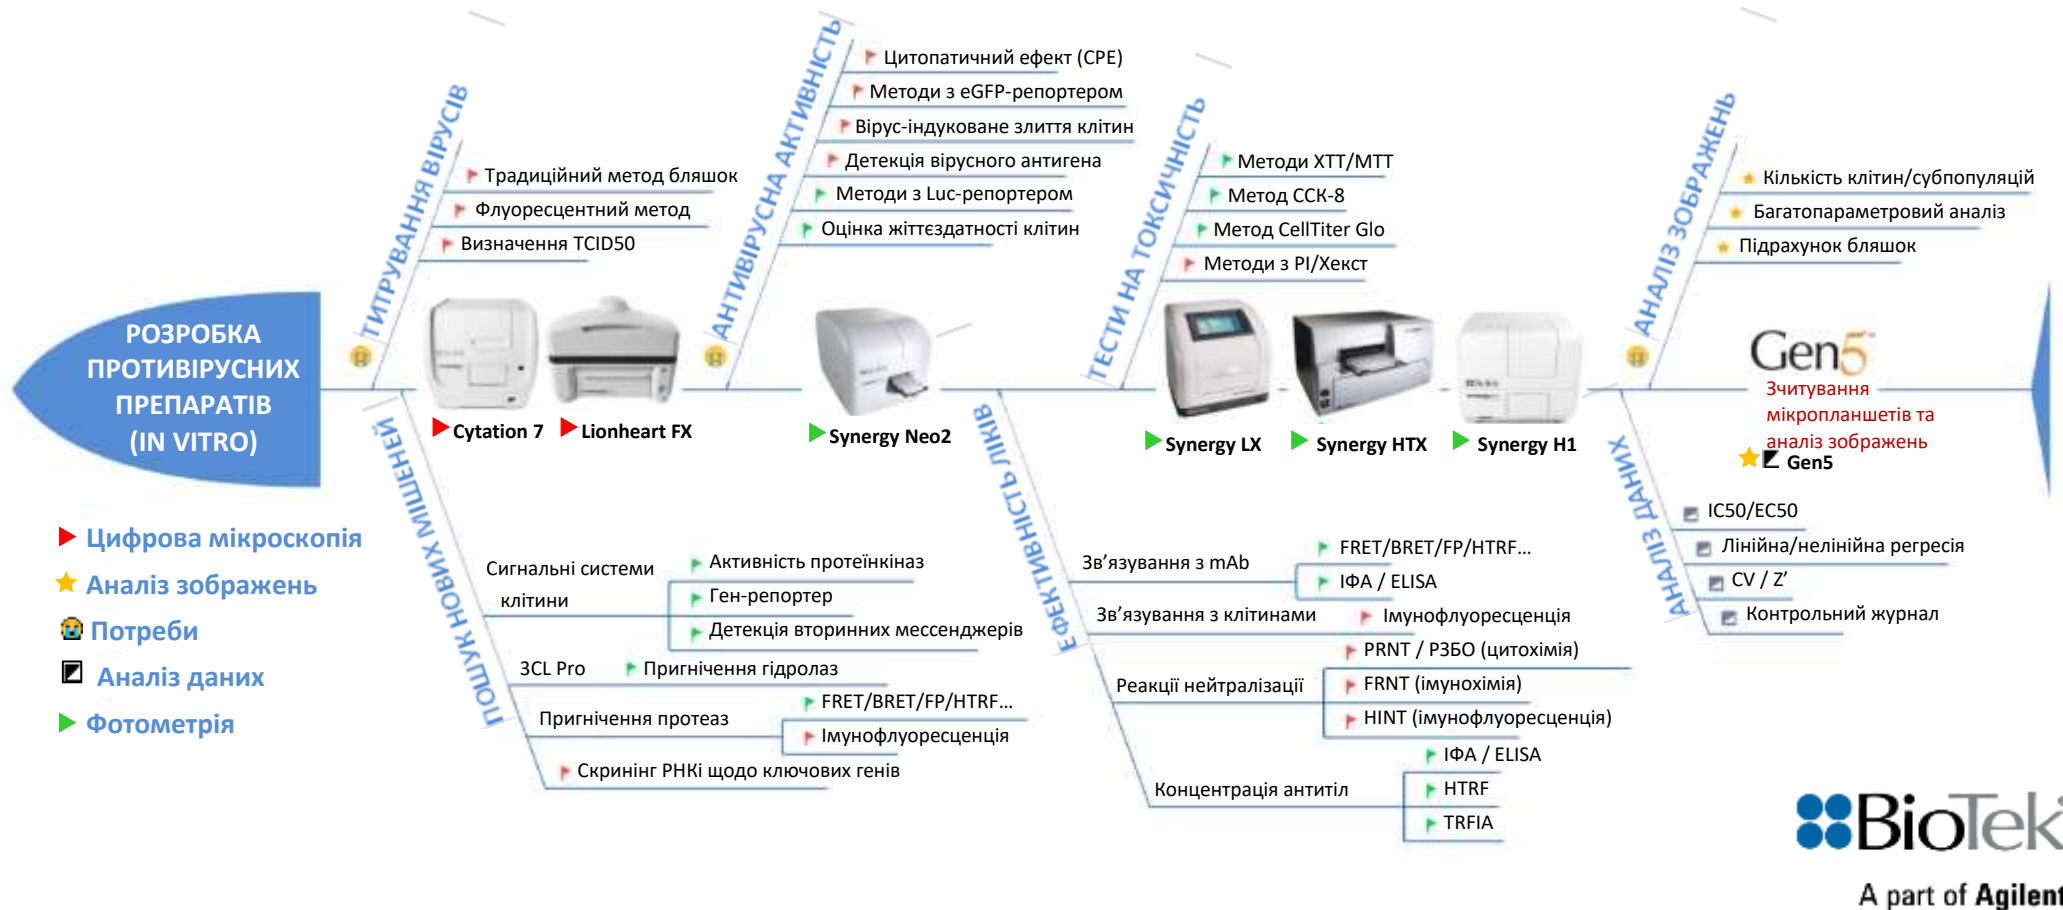 РОЗРОБКА
ПРОТИВІРУСНИХ
ПРЕПАРАТІВ
(IN VITRO)
ТИТРУВАННЯ ВІРУСІВ
Традиційний метод бляшок
Флуоресцентний метод
Визначення TCID50
АНТИВІРУСНА АКТИВНІСТЬ
Цитопатичний ефект (CPE)
Методи з eGFP-репортером
Вірус-індуковане злиття клітин
Детекція вірусного антигена
Методи з Luc-репортером
Оцінка життєздатності клітин
ТЕСТИ НА ТОКСИЧНІСТЬ
Методи XTT/MTT
Метод ССК-8
Метод CellTiter Glo
Методи з PI/Хекст
АНАЛІЗ ЗОБРАЖЕНЬ
Кількість клітин/субпопуляцій
Багатопараметровий аналіз
Підрахунок бляшок
Cytation 7
Lionheart FX
Synergy Neo2
Synergy LX
Synergy HTX
Synergy H1
Gen5
Зчитування
мікропланшетів та
аналіз зображень
Gen5
Цифрова мікроскопія
Аналіз зображень
Потреби
Аналіз даних
Фотометрія
ПОШУК НОВИХ МІШЕНЕЙ
Сигнальні системи
клітини
Активність протеїнкіназ
Ген-репортер
Детекція вторинних мессенджерів
3CL Pro
Пригнічення гідролаз
Пригнічення протеаз
FRET/BRET/FP/HTRF...
Імунофлуоресценція
Скринінг РНКі щодо ключових генів
ЕФЕКТИВНІСТЬ ЛІКІВ
Зв’язування з mAb
FRET/BRET/FP/HTRF...
ІФА / ELISA
Зв’язування з клітинами
Імунофлуоресценція
Реакції нейтралізації
PRNT / РЗБО (цитохімія)
FRNT (імунохімія)
HINT (імунофлуоресценція)
Концентрація антитіл
ІФА / ELISA
HTRF
TRFIA
АНАЛІЗ ДАНИХ
IC50/EC50
Лінійна/нелінійна регресія
CV / Z’
Контрольний журнал
BioTek
A part of Agilent